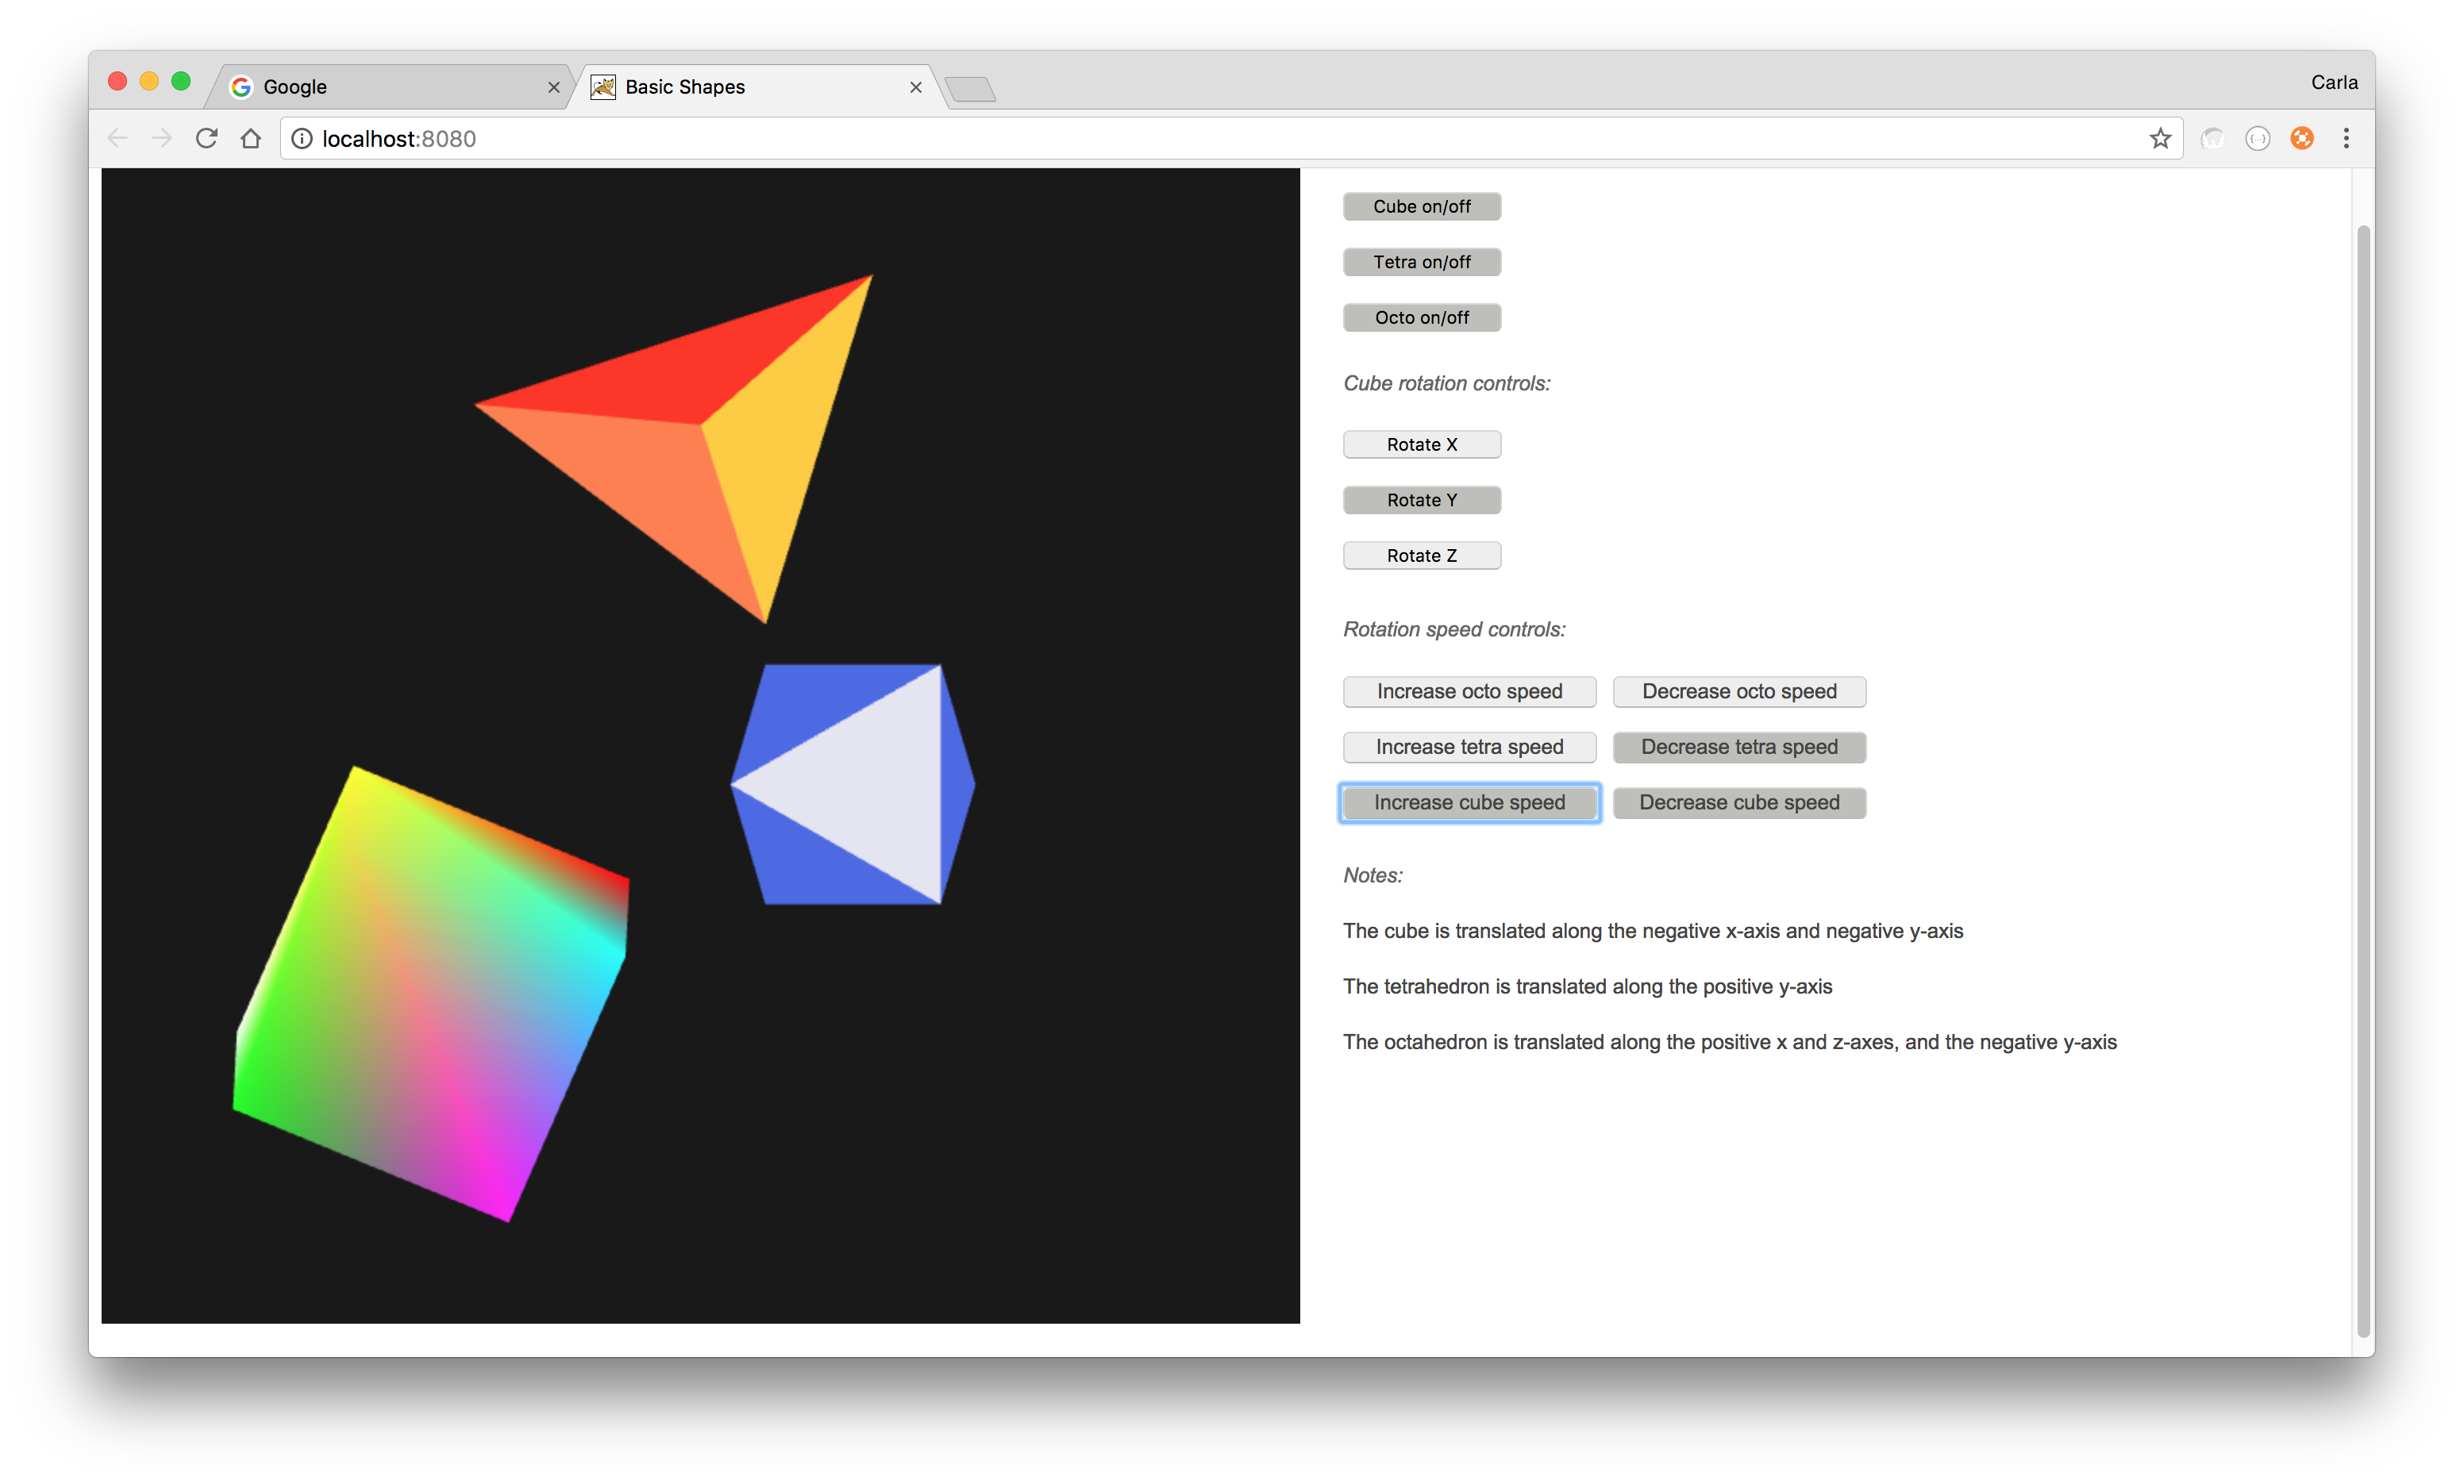 Google
Basic Shapes
Carla
localhost:8080
Cube on/off
Tetra on/off
Octo on/off
Cube rotation controls:
Rotate X
Rotate Y
Rotate Z
Rotation speed controls:
Increase octo speed Decrease octo speed
Increase tetra speed Decrease tetra speed
Increase cube speed Decrease cube speed
Notes:
The cube is translated along the negative x-axis and negative y-axis
The tetrahedron is translated along the positive y-axis
The octahedron is translated along the positive x and z-axes, and the negative y-axis